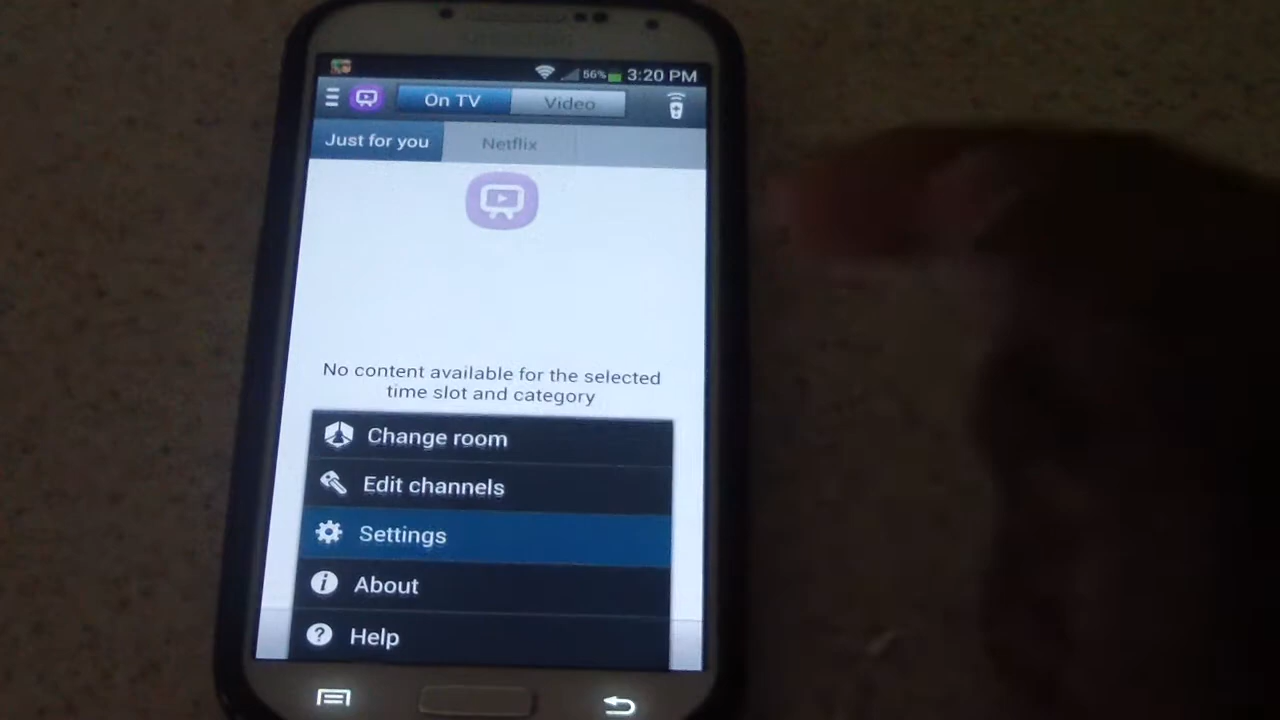 56% 3:20 PM
On TV Video
Just for you Netflix
No content available for the selected
time slot and category
Change room
Edit channels
Settings
About
Help